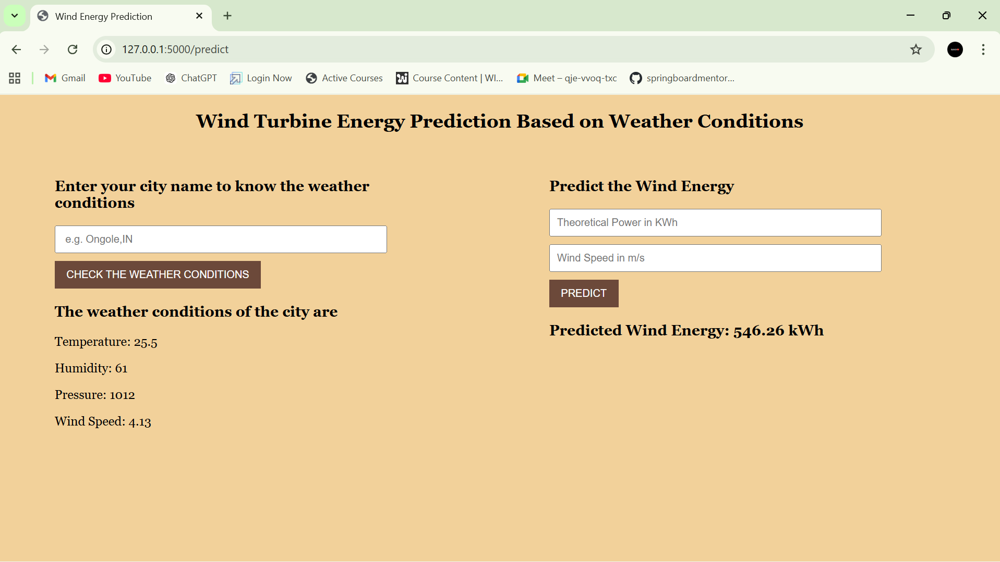 Wind Energy Prediction
127.0.0.1:5000/predict
Gmail
YouTube
ChatGPT
Login Now
Active Courses
Course Content | WI...
Meet – qje-vvoq-txc
springboardmentor...
Wind Turbine Energy Prediction Based on Weather Conditions
Enter your city name to know the weather
conditions
e.g. Ongole,IN
CHECK THE WEATHER CONDITIONS
The weather conditions of the city are
Temperature: 25.5
Humidity: 61
Pressure: 1012
Wind Speed: 4.13
Predict the Wind Energy
Theoretical Power in KWh
Wind Speed in m/s
PREDICT
Predicted Wind Energy: 546.26 kWh